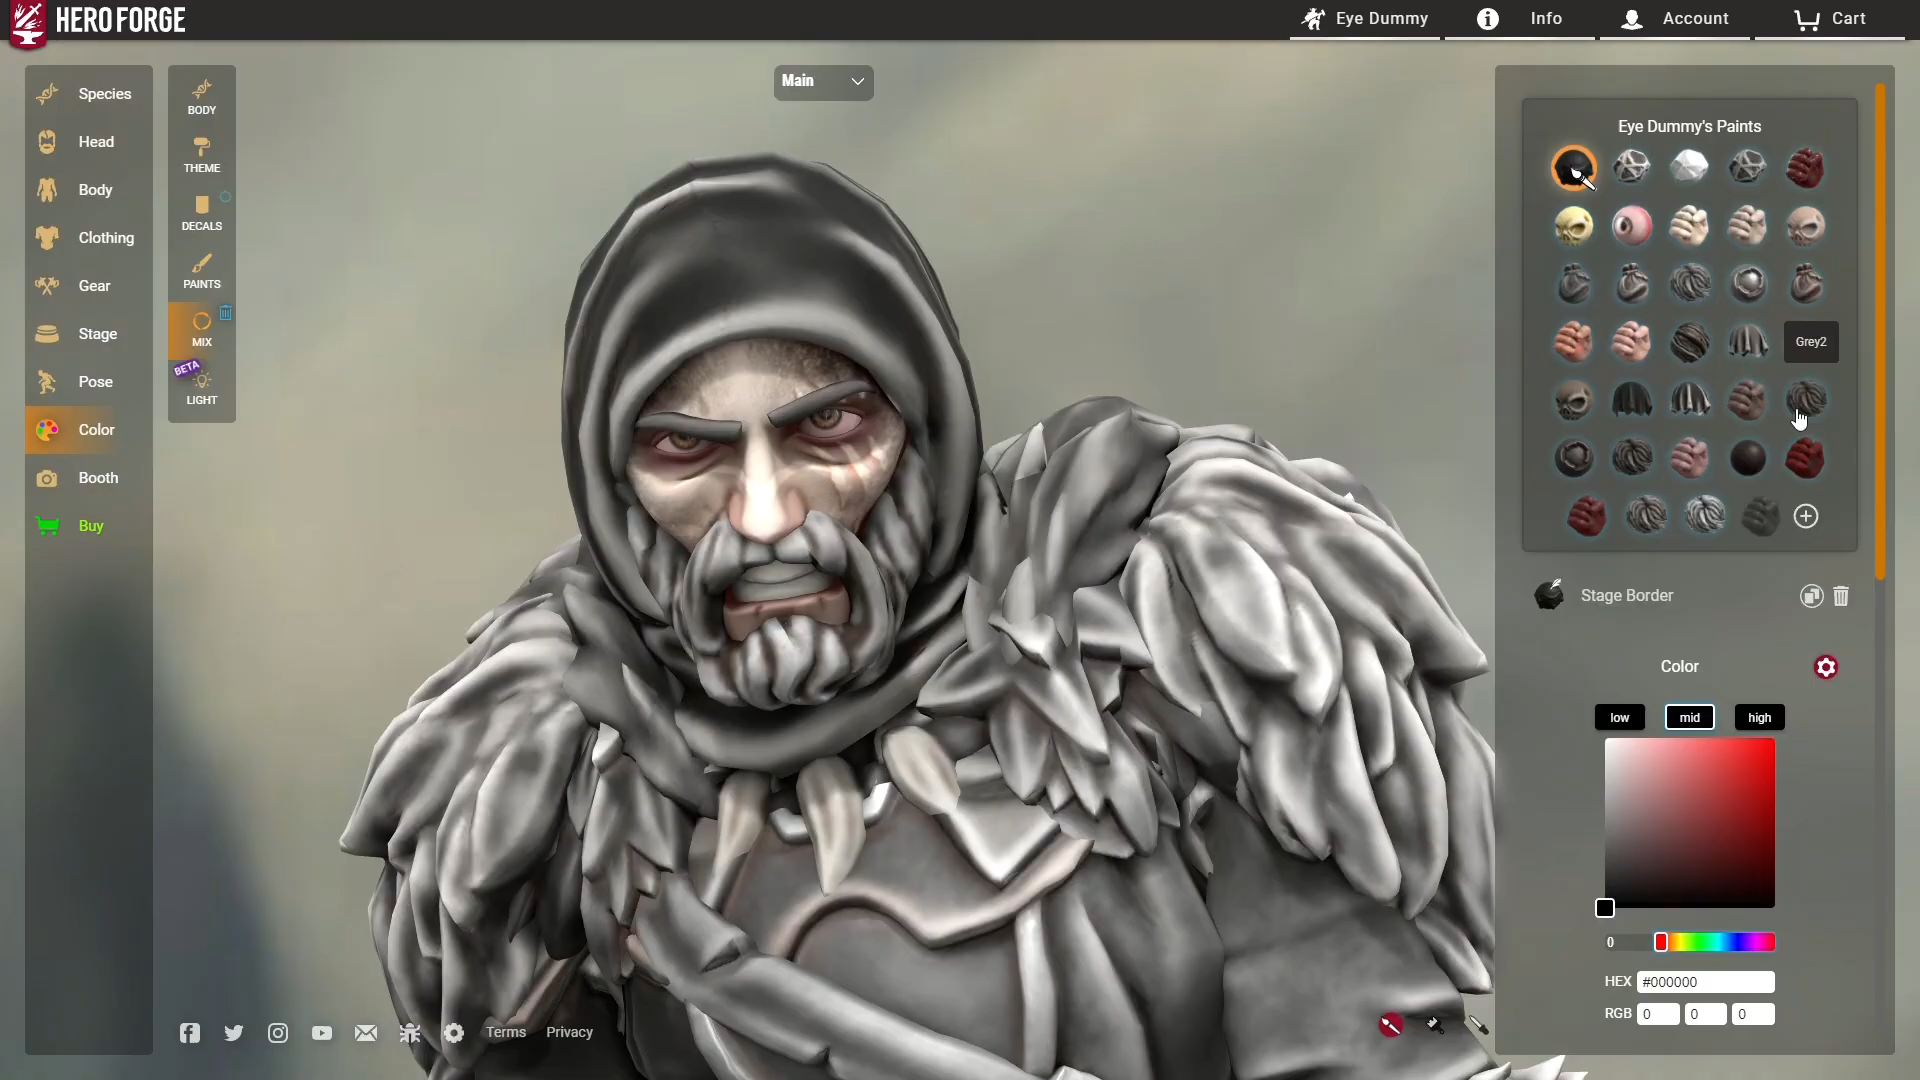 HERO FORGE
Eye Dummy
Info
Account
Cart
Species
Head
Body
Clothing
Gear
Stage
Pose
Color
Booth
Buy
BODY
THEME
DECALS
PAINTS
MIX
BETA
LIGHT
Main
Eye Dummy's Paints
Grey2
Stage Border
Color
low mid high
0
HEX #000000
RGB 0 0 0
Terms Privacy